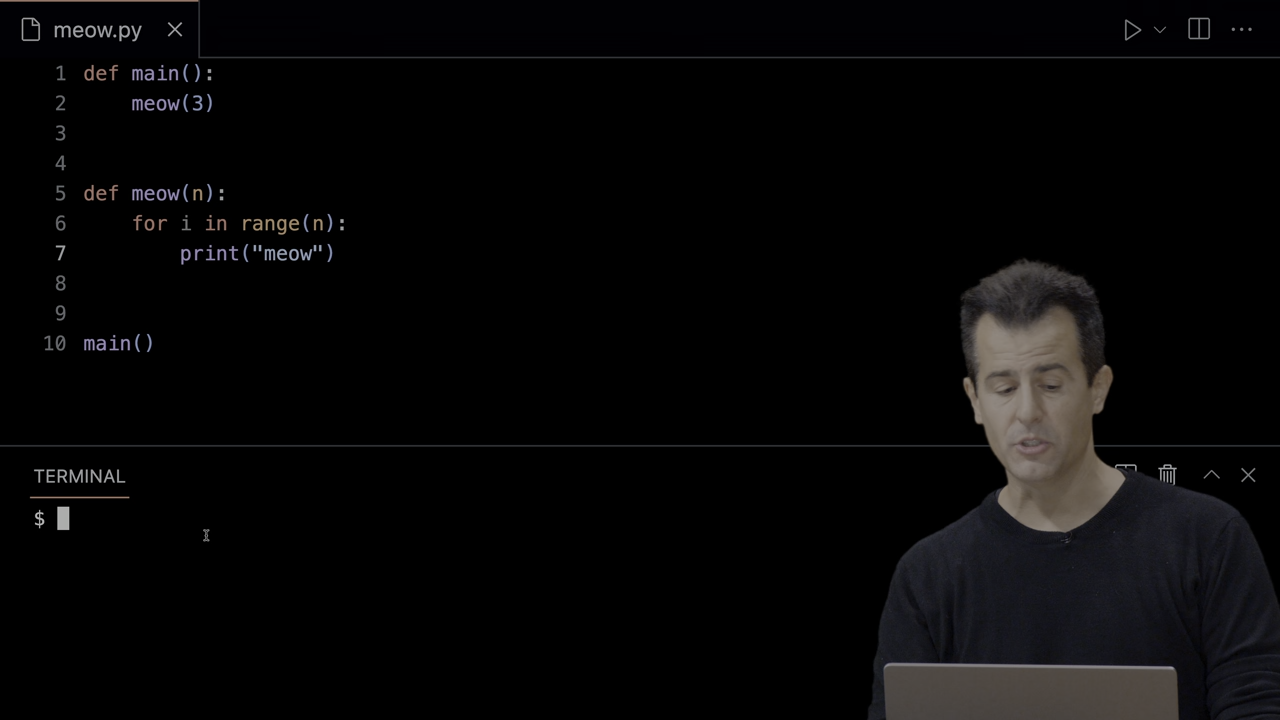 meow.py
1 def main():
2     meow(3)
3
4
5 def meow(n):
6     for i in range(n):
7         print("meow")
8
9
10 main()
TERMINAL
$